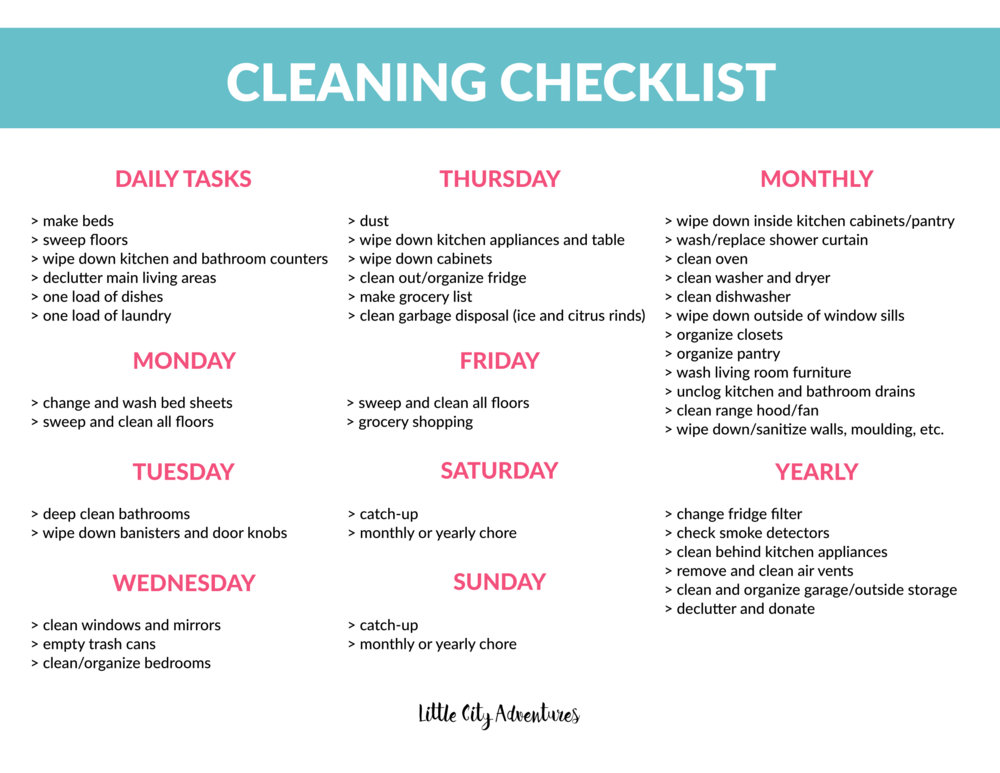 CLEANING CHECKLIST
DAILY TASKS
> make beds
> sweep floors
> wipe down kitchen and bathroom counters
> declutter main living areas
> one load of dishes
> one load of laundry
MONDAY
> change and wash bed sheets
> sweep and clean all floors
TUESDAY
> deep clean bathrooms
> wipe down banisters and door knobs
WEDNESDAY
> clean windows and mirrors
> empty trash cans
> clean/organize bedrooms
THURSDAY
> dust
> wipe down kitchen appliances and table
> wipe down cabinets
> clean out/organize fridge
> make grocery list
> clean garbage disposal (ice and citrus rinds)
FRIDAY
> sweep and clean all floors
> grocery shopping
SATURDAY
> catch-up
> monthly or yearly chore
SUNDAY
> catch-up
> monthly or yearly chore
MONTHLY
> wipe down inside kitchen cabinets/pantry
> wash/replace shower curtain
> clean oven
> clean washer and dryer
> clean dishwasher
> wipe down outside of window sills
> organize closets
> organize pantry
> wash living room furniture
> unclog kitchen and bathroom drains
> clean range hood/fan
> wipe down/sanitize walls, moulding, etc.
YEARLY
> change fridge filter
> check smoke detectors
> clean behind kitchen appliances
> remove and clean air vents
> clean and organize garage/outside storage
> declutter and donate
Little City Adventures